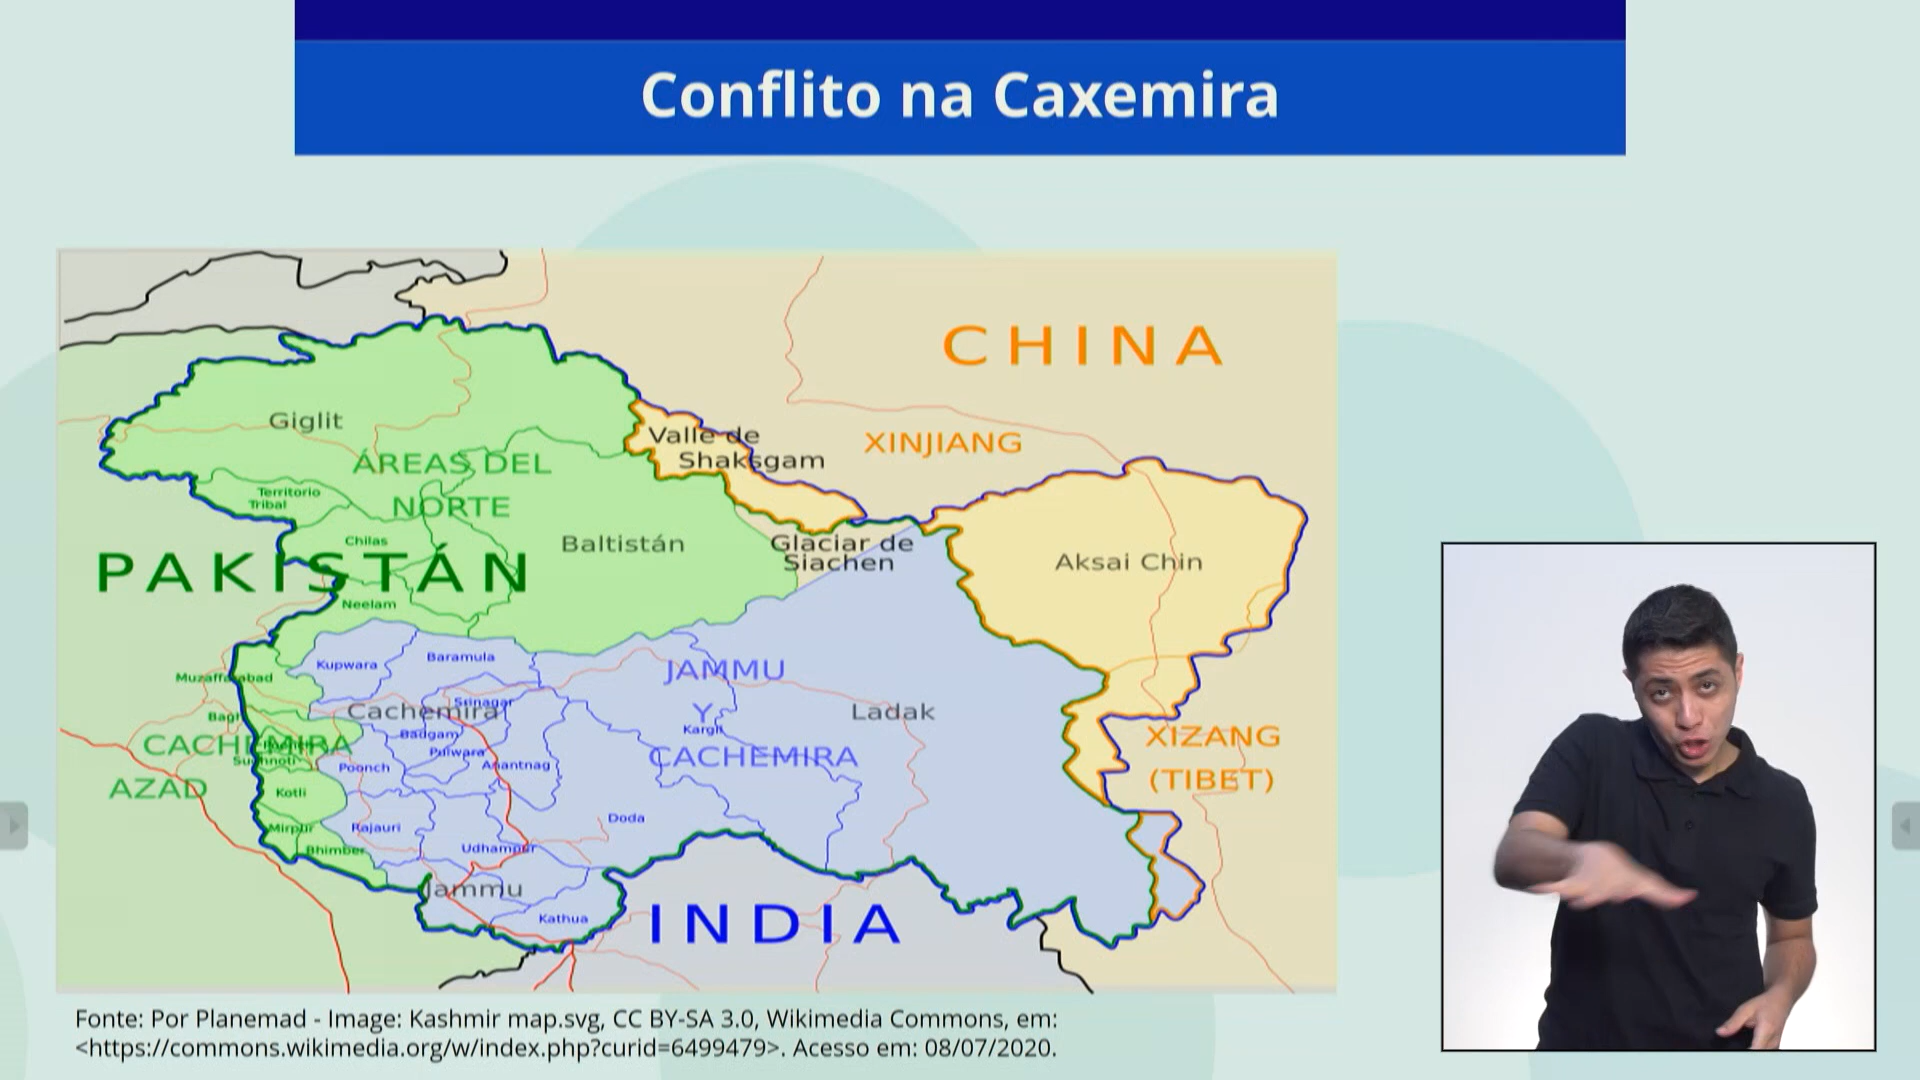 Conflito na Caxemira
CHINA
Giglit
Valle de
Shaksgam
XINJIANG
ÁREAS DEL
NORTE
Territorio
Tribal
Chilas
Baltistán
Glaciar de
Siachen
Aksai Chin
PAKISTÁN
Neelam
Kupwara
Baramula
JAMMU
Y
CACHEMIRA
Muzaffarabad
Srinagar
Cachemira
Ladak
Bagh
Badgam
Kargil
CACHEMIRA
AZAD
Pulwara
Poonch
Anantnag
XIZANG
(TIBET)
Kotli
Mirpur
Rajauri
Doda
Bhimber
Udhampur
Jammu
Kathua
INDIA
Fonte: Por Planemad - Image: Kashmir map.svg, CC BY-SA 3.0, Wikimedia Commons, em:
<https://commons.wikimedia.org/w/index.php?curid=6499479>. Acesso em: 08/07/2020.